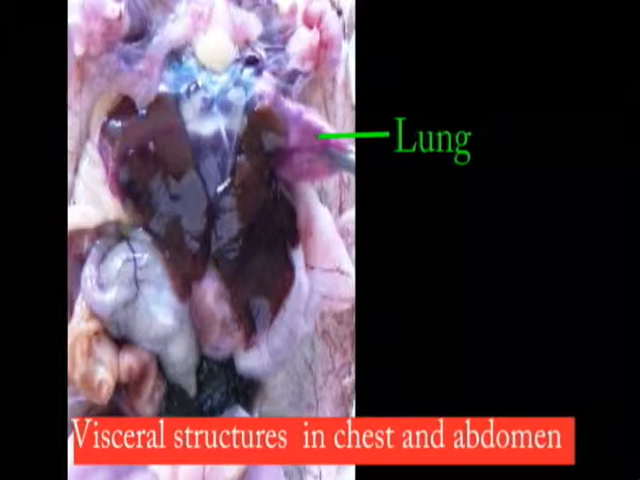 Lung
Visceral structures in chest and abdomen